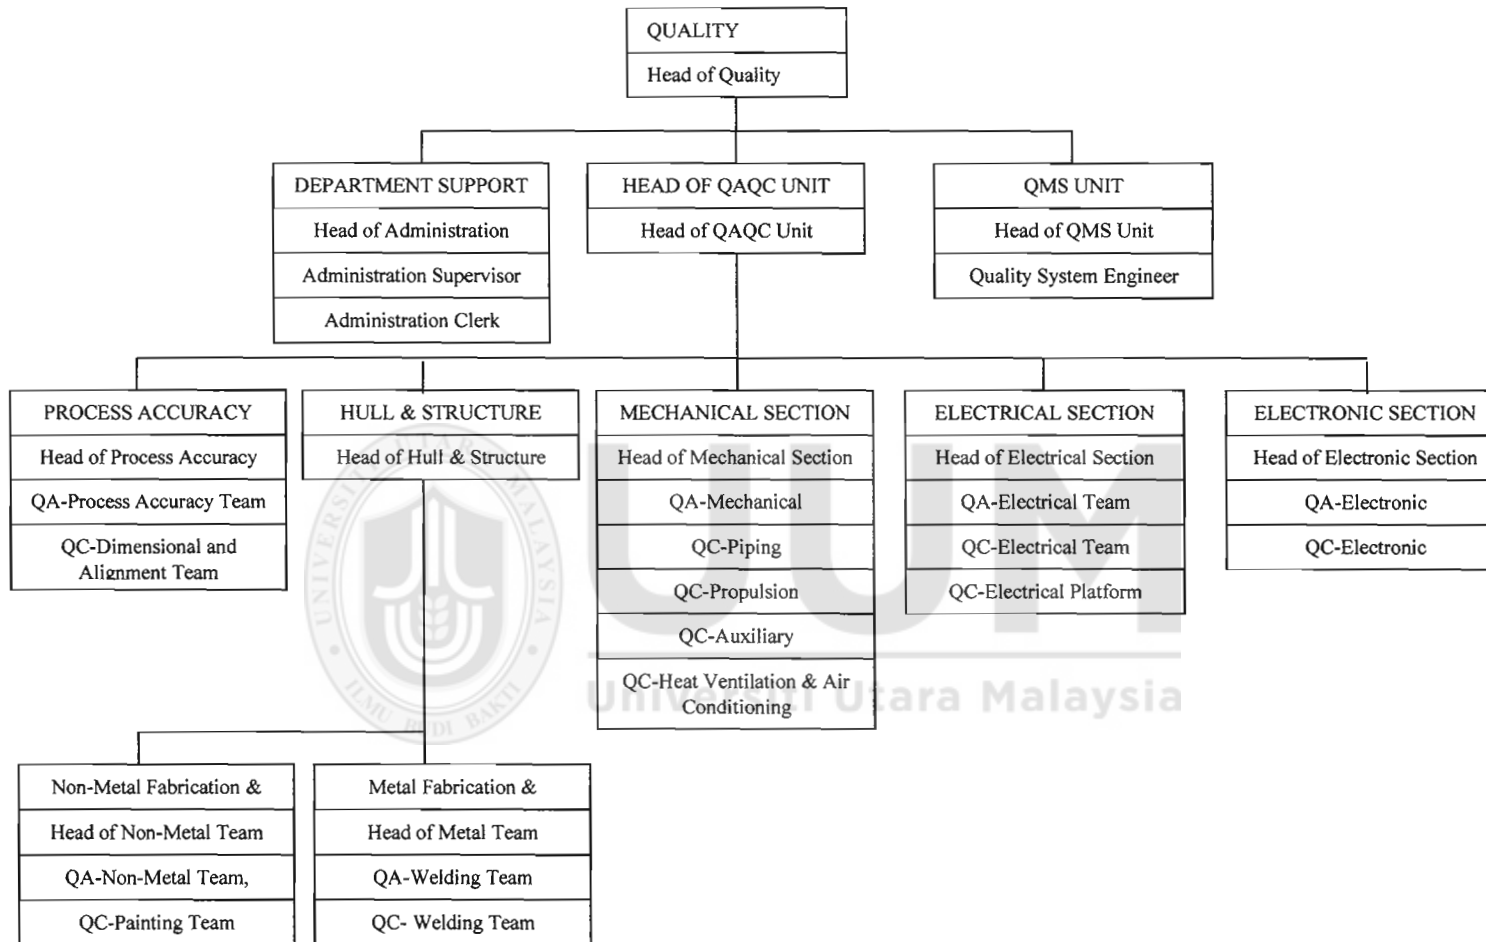 QUALITY
Head of Quality
DEPARTMENT SUPPORT
Head of Administration
Administration Supervisor
Administration Clerk
HEAD OF QAQC UNIT
Head of QAQC Unit
QMS UNIT
Head of QMS Unit
Quality System Engineer
PROCESS ACCURACY
Head of Process Accuracy
QA-Process Accuracy Team
QC-Dimensional and
Alignment Team
HULL & STRUCTURE
Head of Hull & Structure
MECHANICAL SECTION
Head of Mechanical Section
QA-Mechanical
QC-Piping
QC-Propulsion
QC-Auxiliary
QC-Heat Ventilation & Air
Conditioning
ELECTRICAL SECTION
Head of Electrical Section
QA-Electrical Team
QC-Electrical Team
QC-Electrical Platform
ELECTRONIC SECTION
Head of Electronic Section
QA-Electronic
QC-Electronic
Non-Metal Fabrication &
Head of Non-Metal Team
QA-Non-Metal Team,
QC-Painting Team
Metal Fabrication &
Head of Metal Team
QA-Welding Team
QC- Welding Team
UNIVERSITI UTARA MALAYSIA
ILMU BUDI BAKTI
UUM
Universiti Utara Malaysia